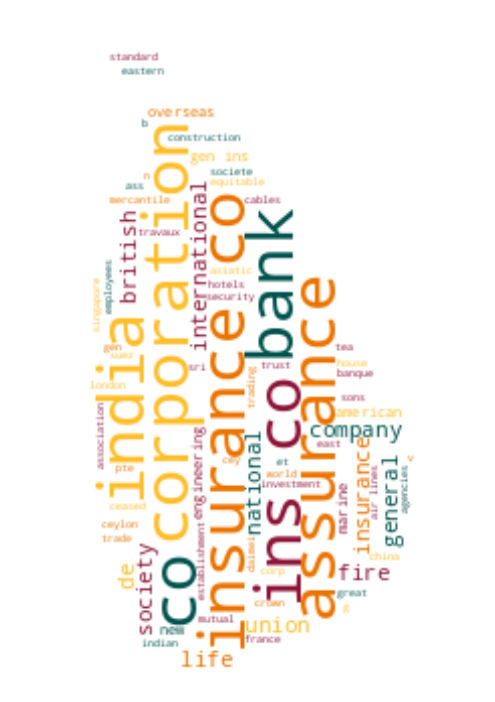 standard
eastern
overseas
b
construction
gen ins
societe
n
ass
equitable
mercantile
cables
travaux
british
corporation
international
insurance co
bank
asiatic
hotels
security
employees
singapore
india
assurance
gen
suez
sri
trust
tea
house
banque
london
trading
sons
american
association
ins co
company
east
engineering
national
cey
et
world
investment
pte
marine
insurance
air lines
general
agencies
c
ceased
ceylon
trade
establishment
daimei
china
de
society
co
corp
fire
crown
great
g
mutual
union
new
indian
france
life